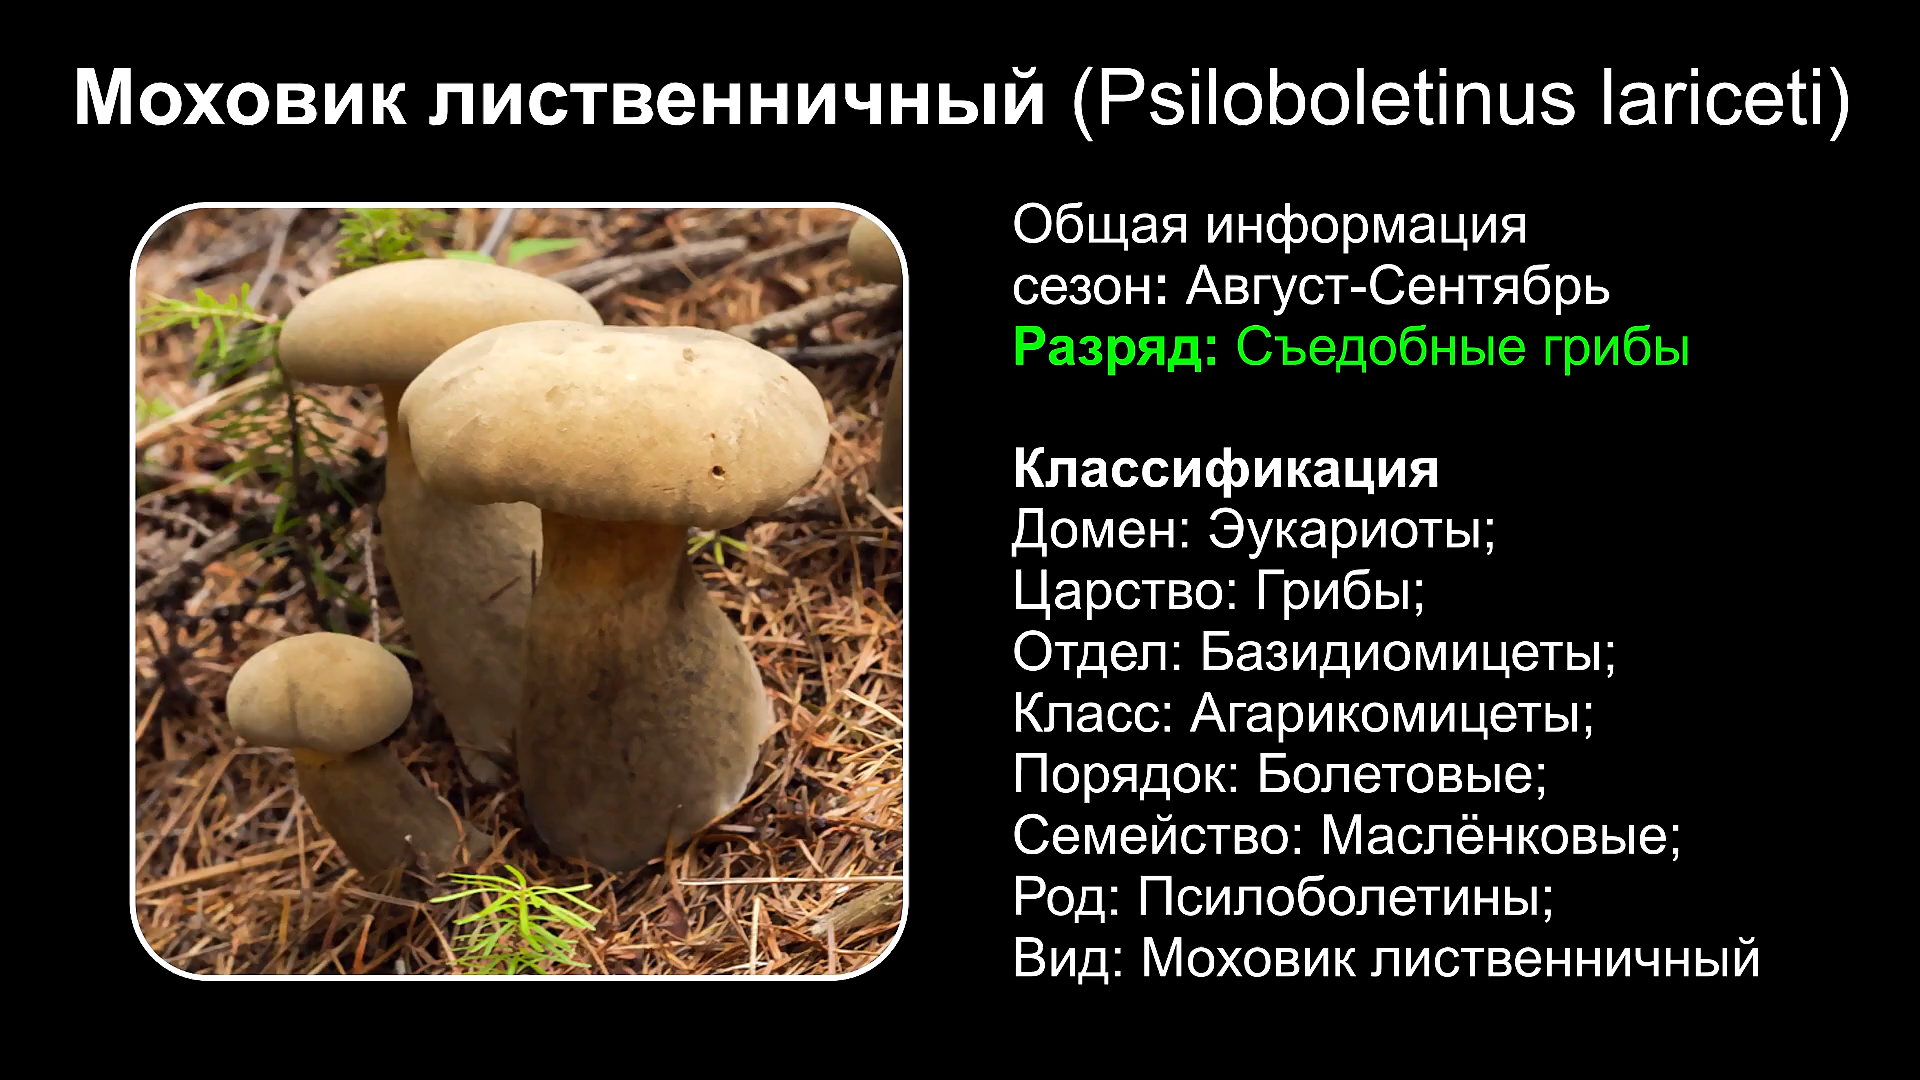 Моховик лиственничный (Psiloboletinus lariceti)
Общая информация
сезон: Август-Сентябрь
Разряд: Съедобные грибы
Классификация
Домен: Эукариоты;
Царство: Грибы;
Отдел: Базидиомицеты;
Класс: Агарикомицеты;
Порядок: Болетовые;
Семейство: Маслёнковые;
Род: Псилоболетины;
Вид: Моховик лиственничный